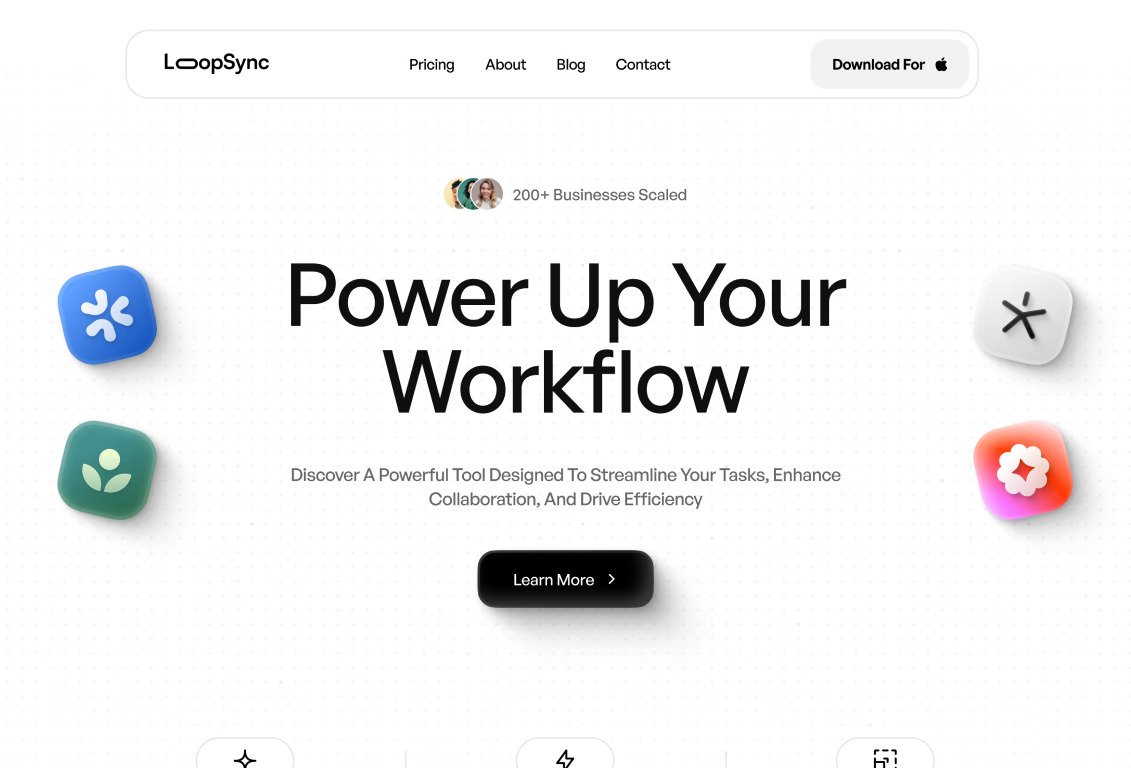 LoopSync
Pricing
About
Blog
Contact
Download For
200+ Businesses Scaled
Power Up Your
Workflow
Discover A Powerful Tool Designed To Streamline Your Tasks, Enhance
Collaboration, And Drive Efficiency
Learn More